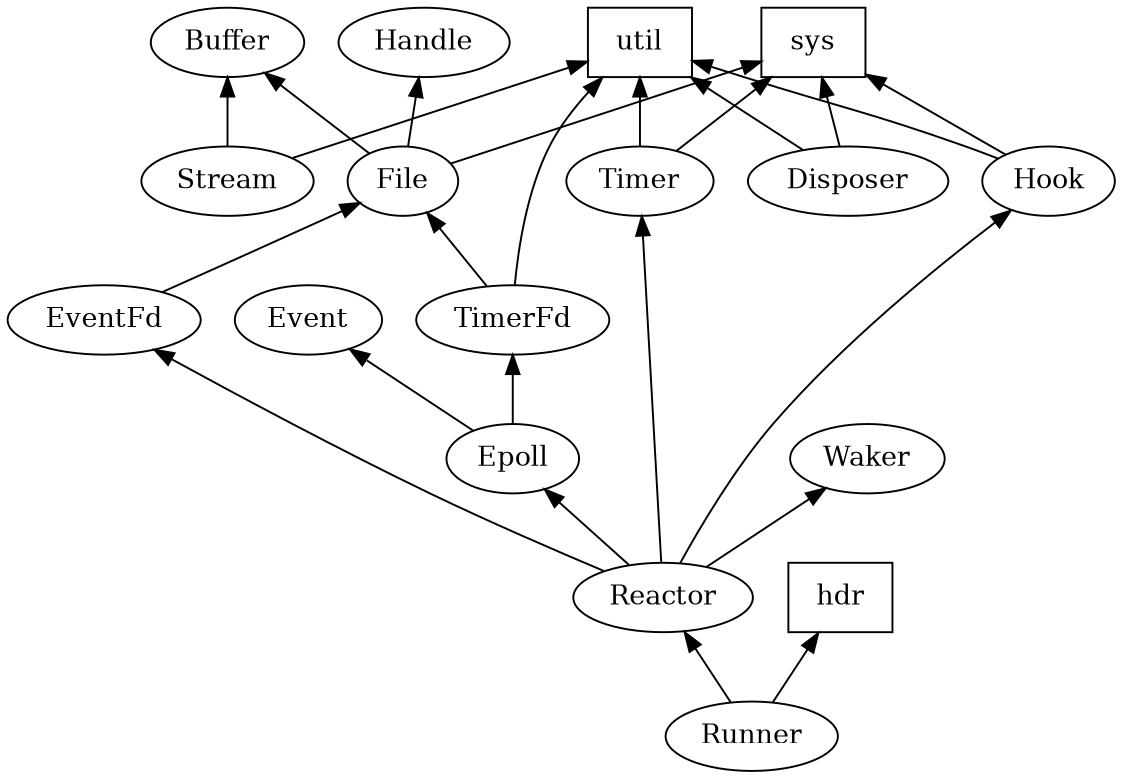 Buffer
Handle
util
sys
Stream
File
Timer
Disposer
Hook
EventFd
Event
TimerFd
Epoll
Waker
Reactor
hdr
Runner